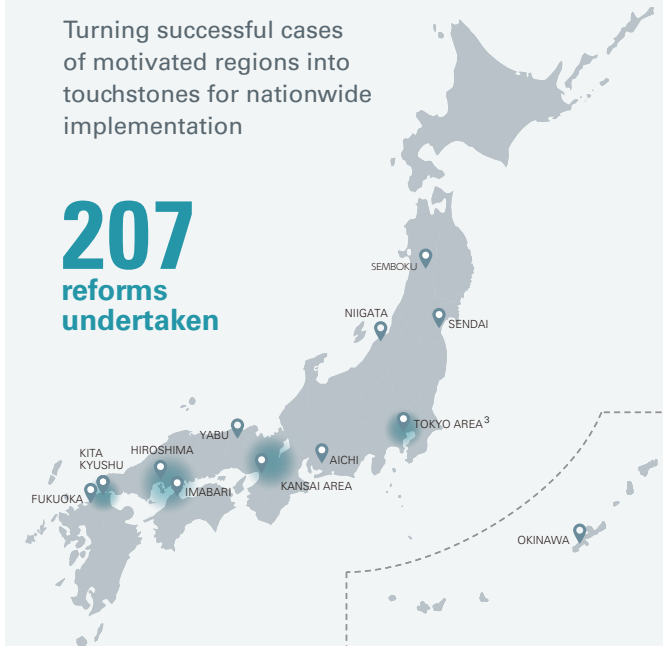 Turning successful cases
of motivated regions into
touchstones for nationwide
implementation
207
reforms
undertaken
SEMBOKU
NIIGATA
SENDAI
TOKYO AREA³
YABU
KITA
KYUSHU
HIROSHIMA
AICHI
KANSAI AREA
IMABARI
FUKUOKA
OKINAWA